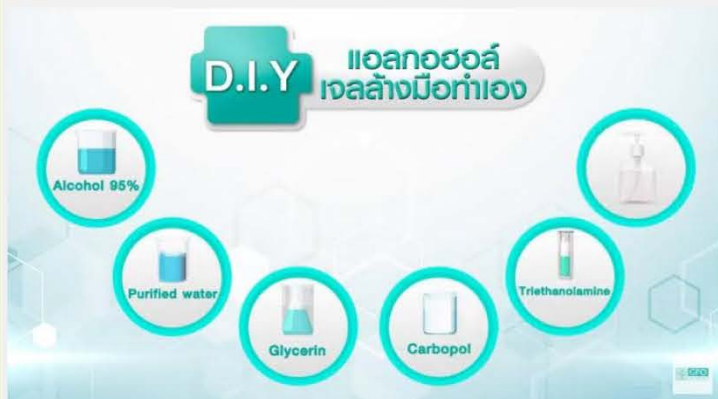 D.I.Y
แอลกอฮอล์
เจลล้างมือทำเอง
Alcohol 95%
Purified water
Glycerin
Carbopol
Triethanolamine
GPO